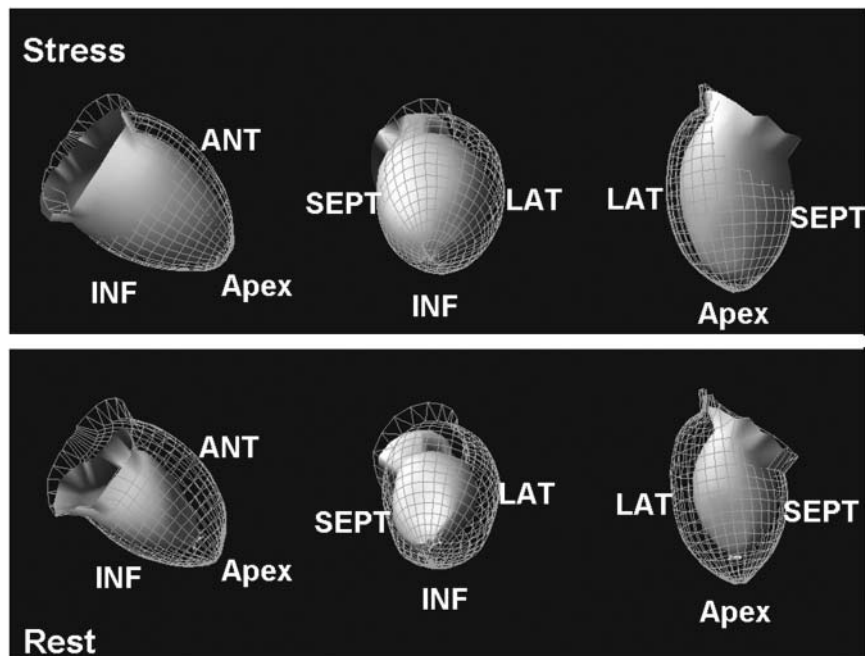 Stress
ANT
SEPT
LAT
LAT
SEPT
INF
Apex
INF
Apex
ANT
LAT
LAT
SEPT
SEPT
INF
Apex
INF
Apex
Rest